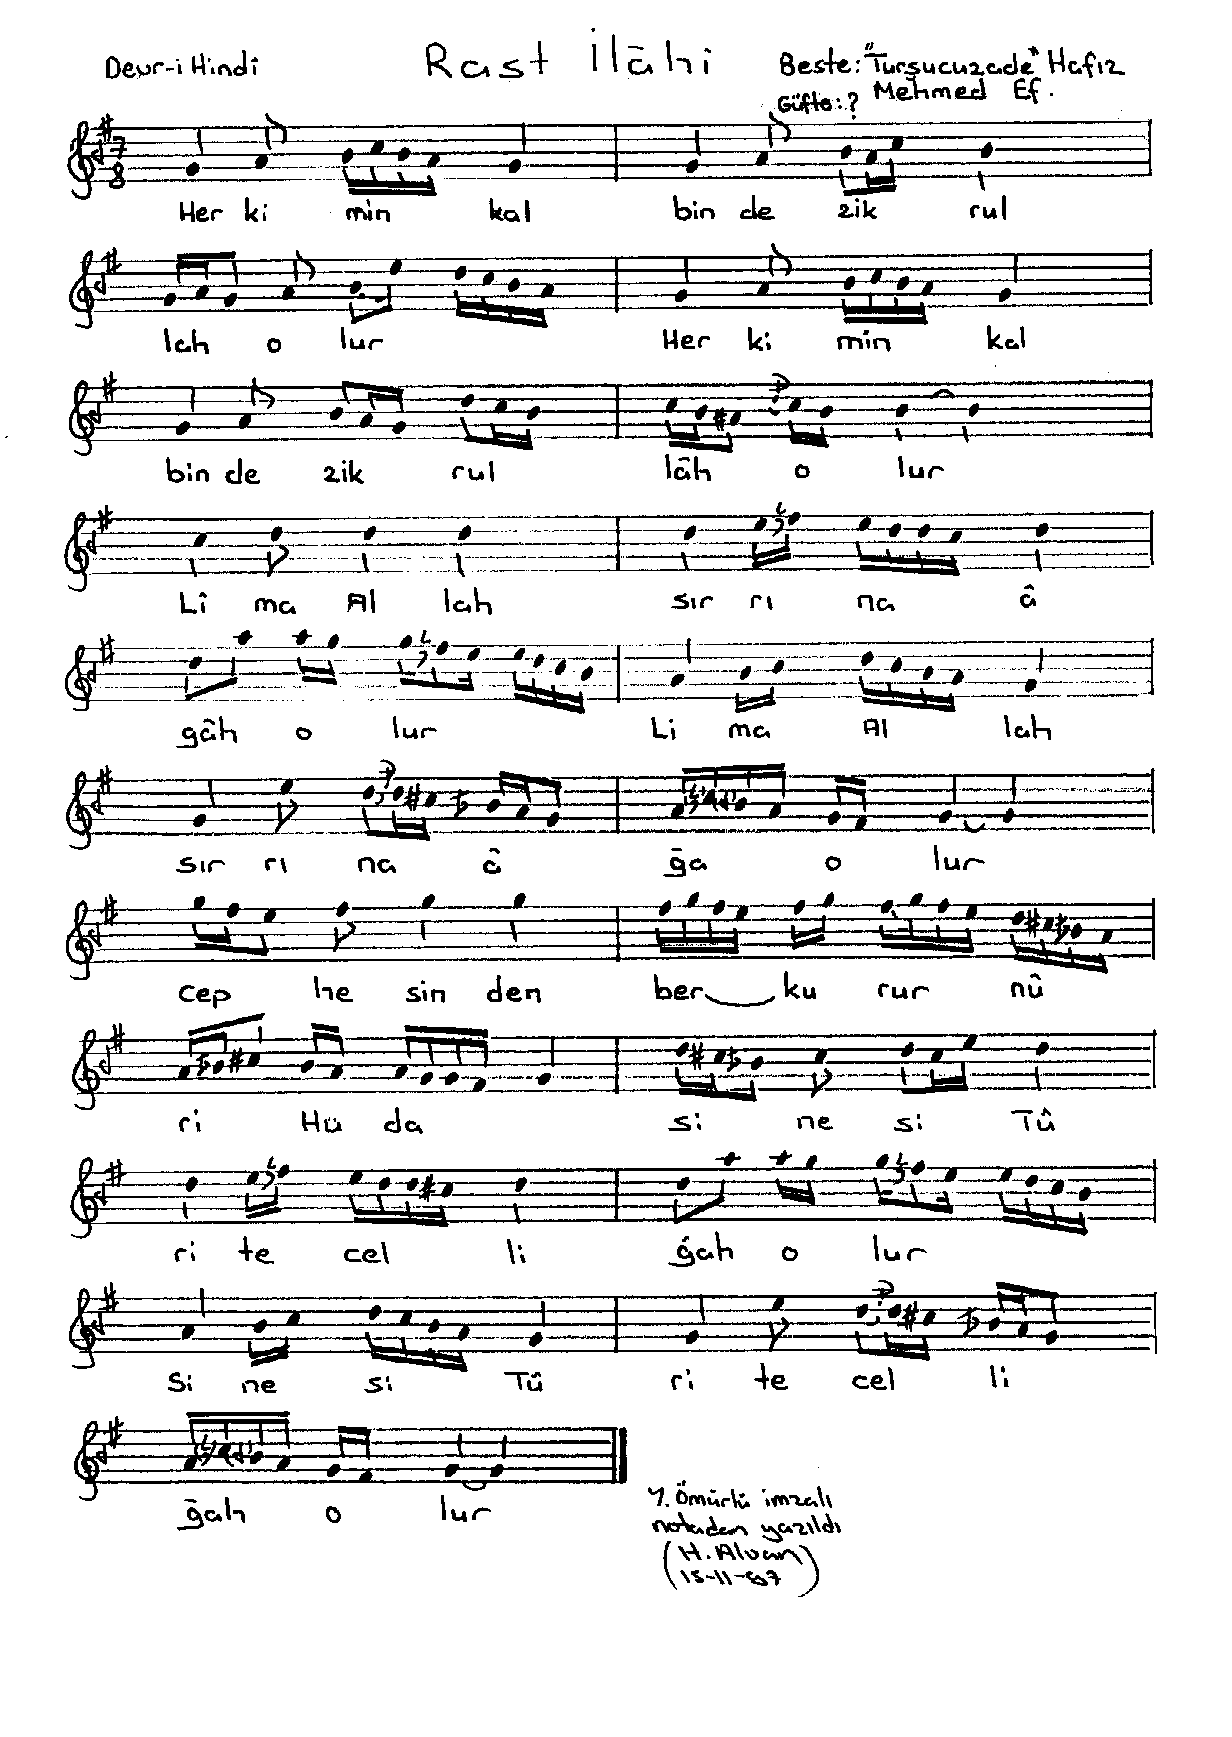 Devr-i Hindî
Rast İlâhi
Beste: "Turşucuzade" Hafız
Mehmed Ef.
Güfte: ?
7
8
Her ki min kal bin de zik rul
lah o lur Her ki min kal
bin de zik rul lâh o lur
Lî ma Al lah sır rı na â
gâh o lur Li ma Al lah
sır rı na â ğa o lur
cep he sin den ber ku rur nû
ri Hü da si ne si Tû
ri te cel li ğah o lur
Si ne si Tû ri te cel li
ğah o lur
Y. Ömürlü imzalı
notadan yazıldı
(H. Alvan)
(15-11-87)